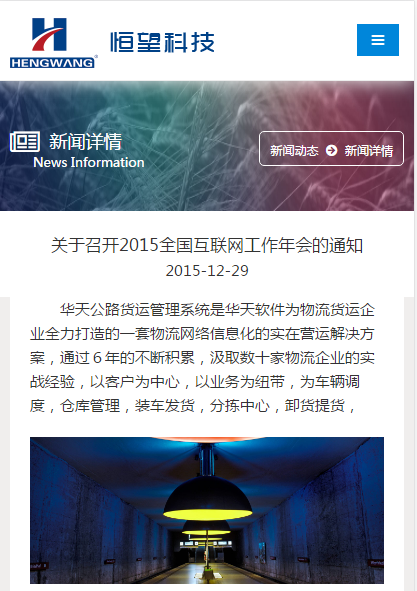 HENGWANG®
恒望科技
新闻详情
News Information
新闻动态
新闻详情
关于召开2015全国互联网工作年会的通知
2015-12-29
华天公路货运管理系统是华天软件为物流货运企
业全力打造的一套物流网络信息化的实在营运解决方
案，通过６年的不断积累，汲取数十家物流企业的实
战经验，以客户为中心，以业务为纽带，为车辆调
度，仓库管理，装车发货，分拣中心，卸货提货，